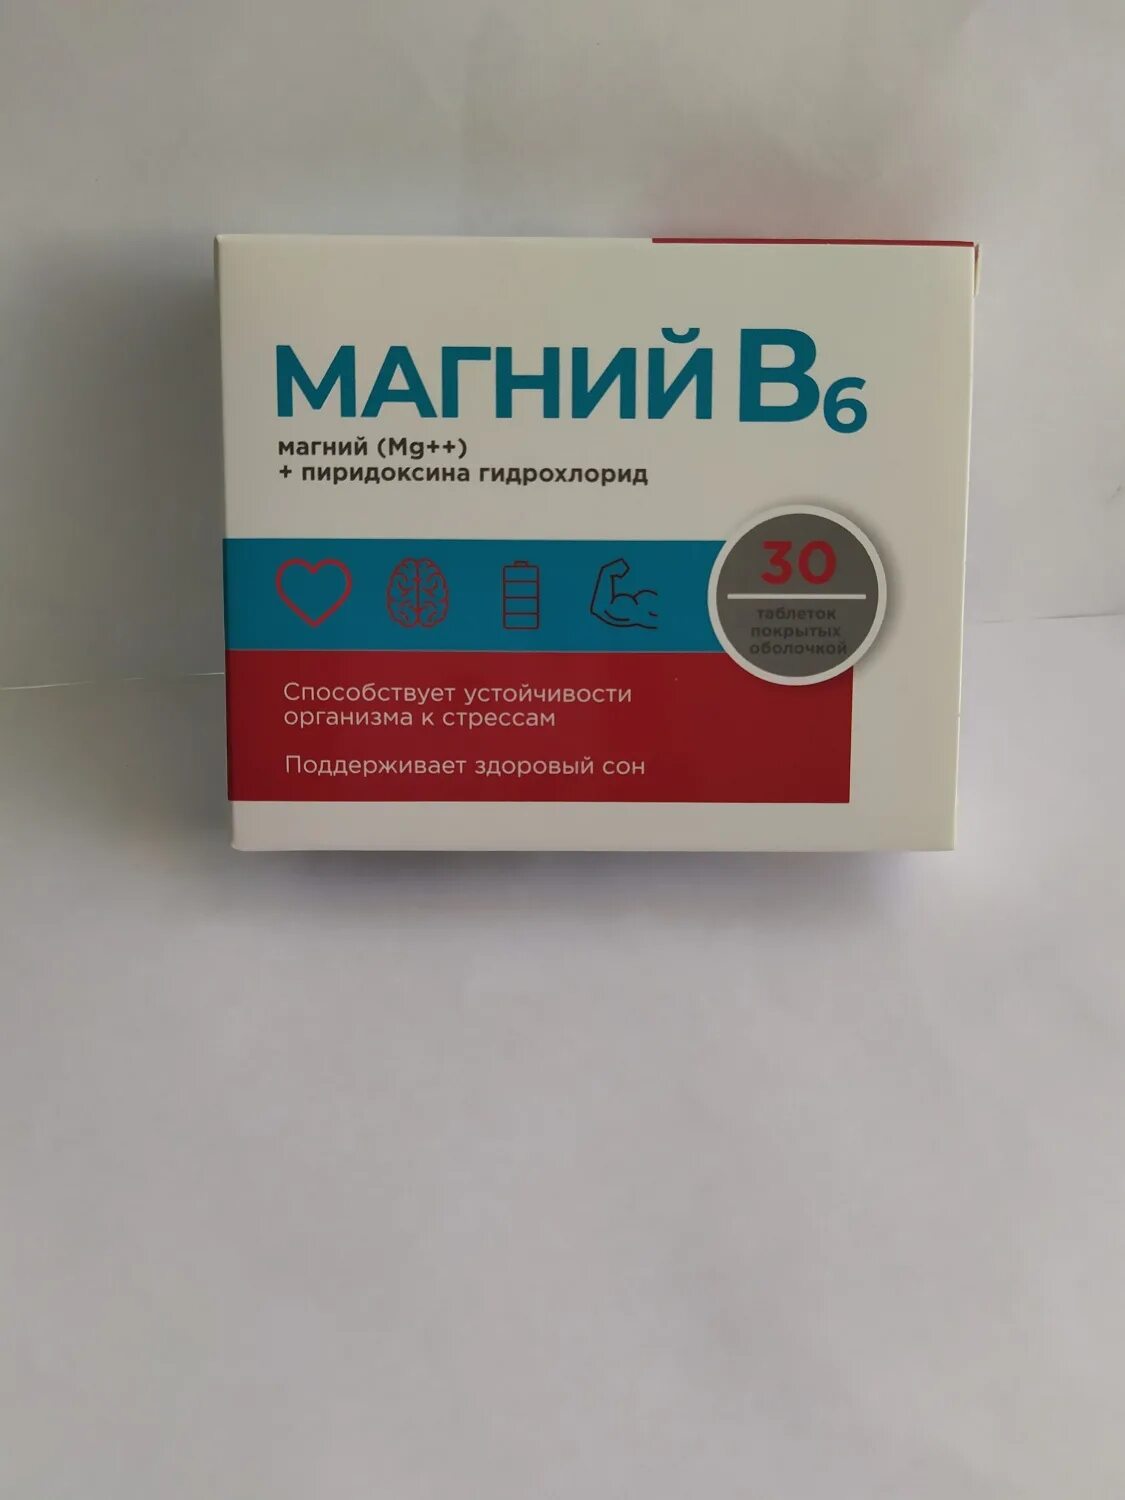 МАГНИЙ В6
магний (Mg++)
+ пиридоксина гидрохлорид
30
таблеток
покрытых
оболочкой
Способствует устойчивости
организма к стрессам
Поддерживает здоровый сон